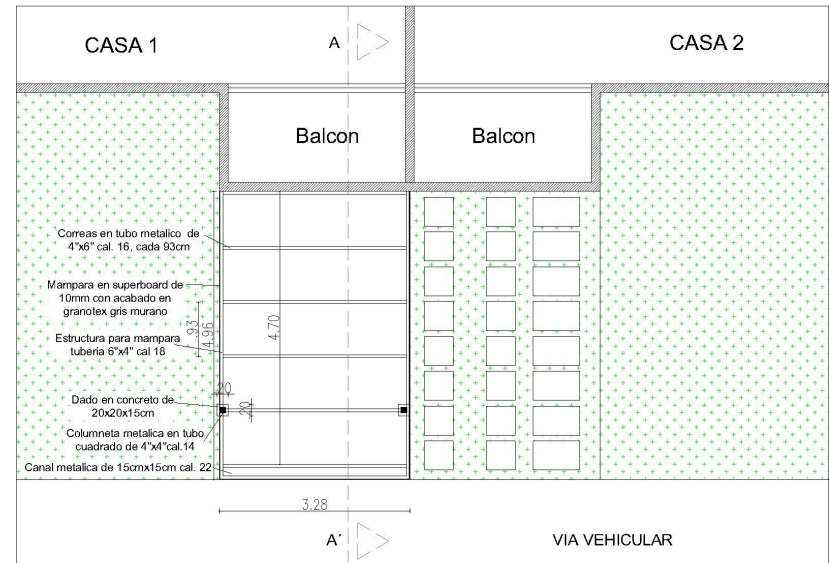 CASA 1
A
CASA 2
Balcon
Balcon
Correas en tubo metalico de
4"x6" cal. 16, cada 93cm
Mampara en superboard de
10mm con acabado en
granotex gris murano
.93
4.96
4.70
Estructura para mampara
tuberia 6"x4" cal 18
.20
.20
Dado en concreto de
20x20x15cm
Columneta metalica en tubo
cuadrado de 4"x4"cal.14
Canal metalica de 15cmx15cm cal. 22
3.28
A´
VIA VEHICULAR